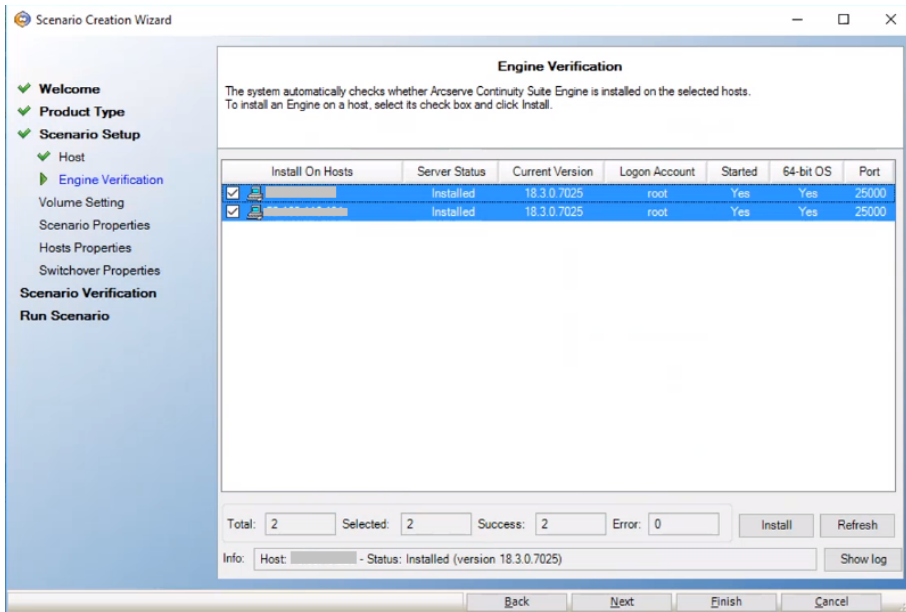 Scenario Creation Wizard
Welcome
Product Type
Scenario Setup
Host
Engine Verification
Volume Setting
Scenario Properties
Hosts Properties
Switchover Properties
Scenario Verification
Run Scenario
Engine Verification
The system automatically checks whether Arcserve Continuity Suite Engine is installed on the selected hosts.
To install an Engine on a host, select its check box and click Install.
Install On Hosts Server Status Current Version Logon Account Started 64-bit OS Port
Installed 18.3.0.7025 root Yes Yes 25000
Installed 18.3.0.7025 root Yes Yes 25000
Total: 2 Selected: 2 Success: 2 Error: 0 Install Refresh
Info: Host: - Status: Installed (version 18.3.0.7025) Show log
Back Next Finish Cancel